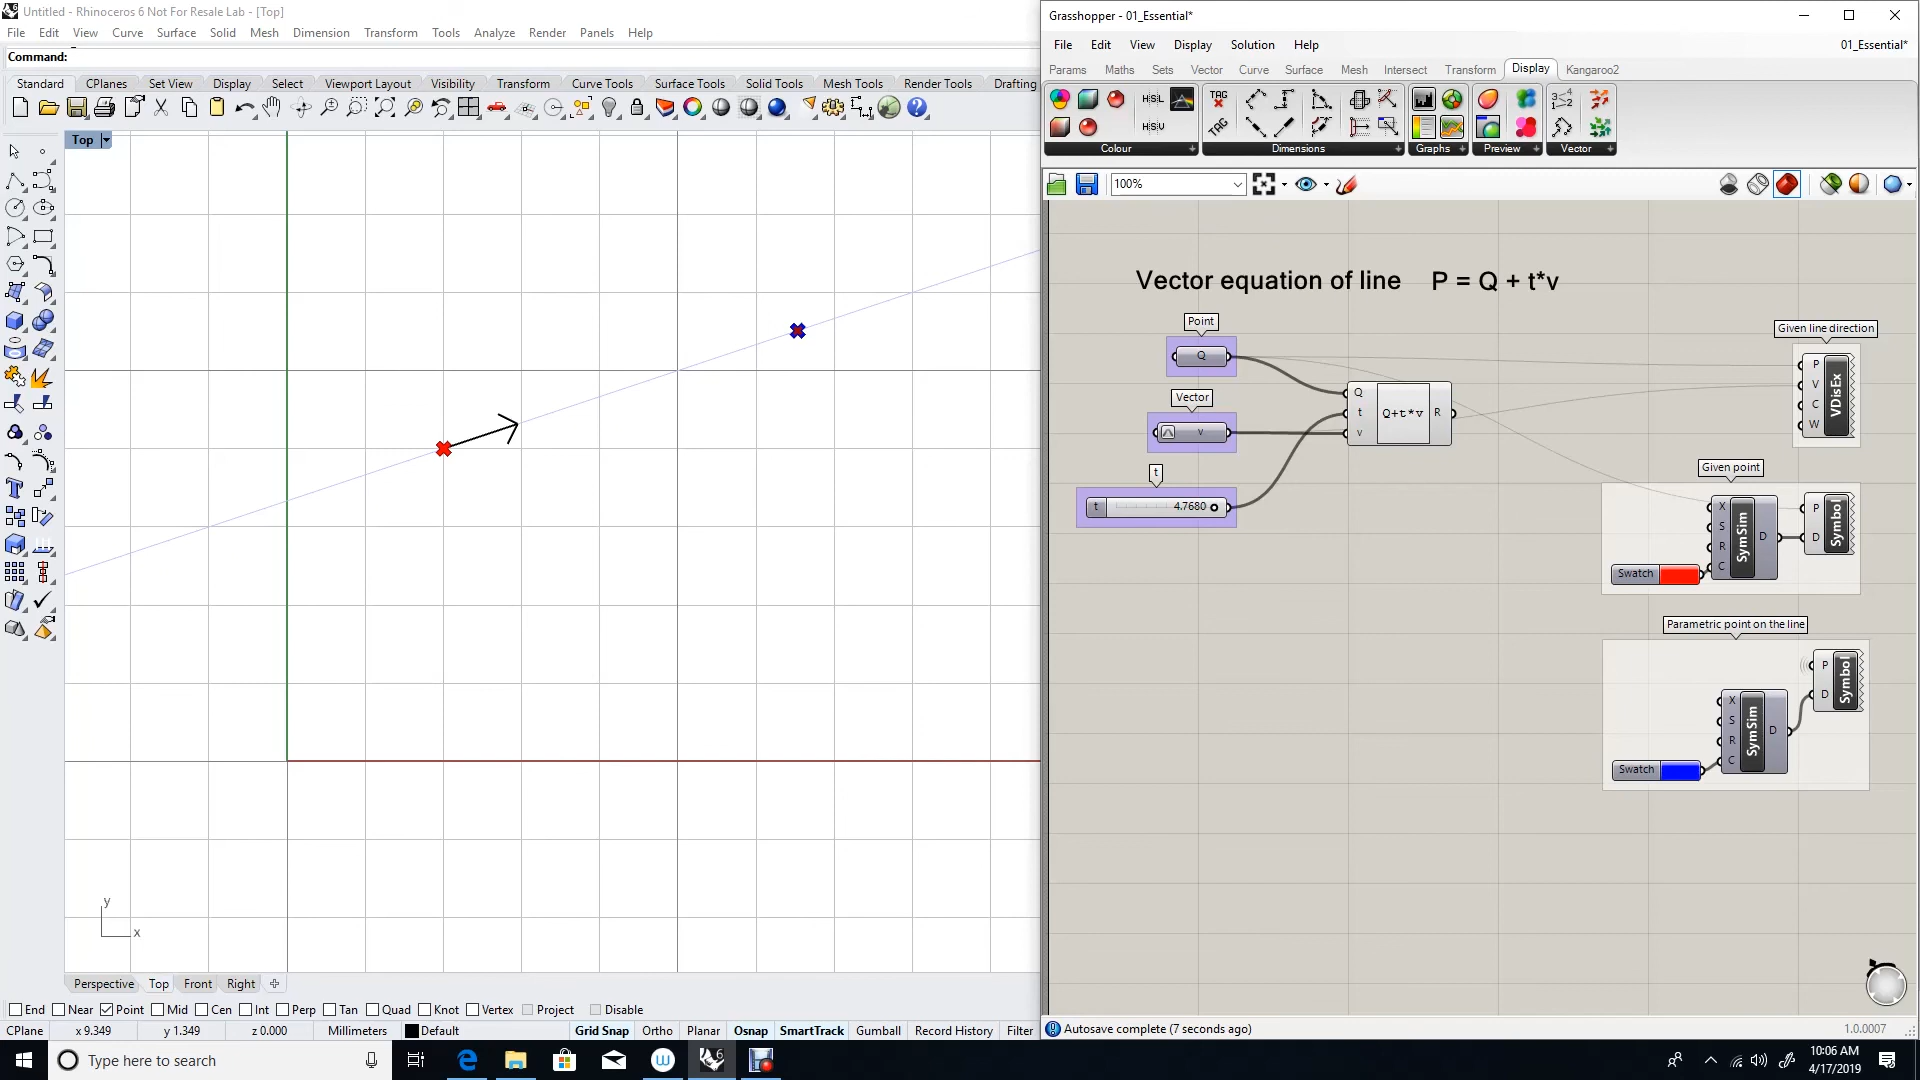 Untitled - Rhinoceros 6 Not For Resale Lab - [Top]
File Edit View Curve Surface Solid Mesh Dimension Transform Tools Analyze Render Panels Help
Command:
Standard CPlanes Set View Display Select Viewport Layout Visibility Transform Curve Tools Surface Tools Solid Tools Mesh Tools Render Tools Drafting
Top
y
x
Perspective Top Front Right
End Near Point Mid Cen Int Perp Tan Quad Knot Vertex Project Disable
CPlane x 9.349 y 1.349 z 0.000 Millimeters Default Grid Snap Ortho Planar Osnap SmartTrack Gumball Record History Filter
Grasshopper - 01_Essential*
File Edit View Display Solution Help 01_Essential*
Params Maths Sets Vector Curve Surface Mesh Intersect Transform Display Kangaroo2
H:S:L
TAG
H:S:V
TAG
Colour Dimensions Graphs Preview Vector
100%
Vector equation of line P = Q + t*v
Point
Q
Vector
v
t
t 4.7680
Q
t
v
Q+t*v
R
Given line direction
P
V
C
W
VDisEx
Given point
X
S
R
C
SymSim
D
P
D
Symbol
Swatch
Parametric point on the line
P
D
Symbol
X
S
R
C
SymSim
D
Swatch
Autosave complete (7 seconds ago) 1.0.0007
Type here to search
10:06 AM
4/17/2019